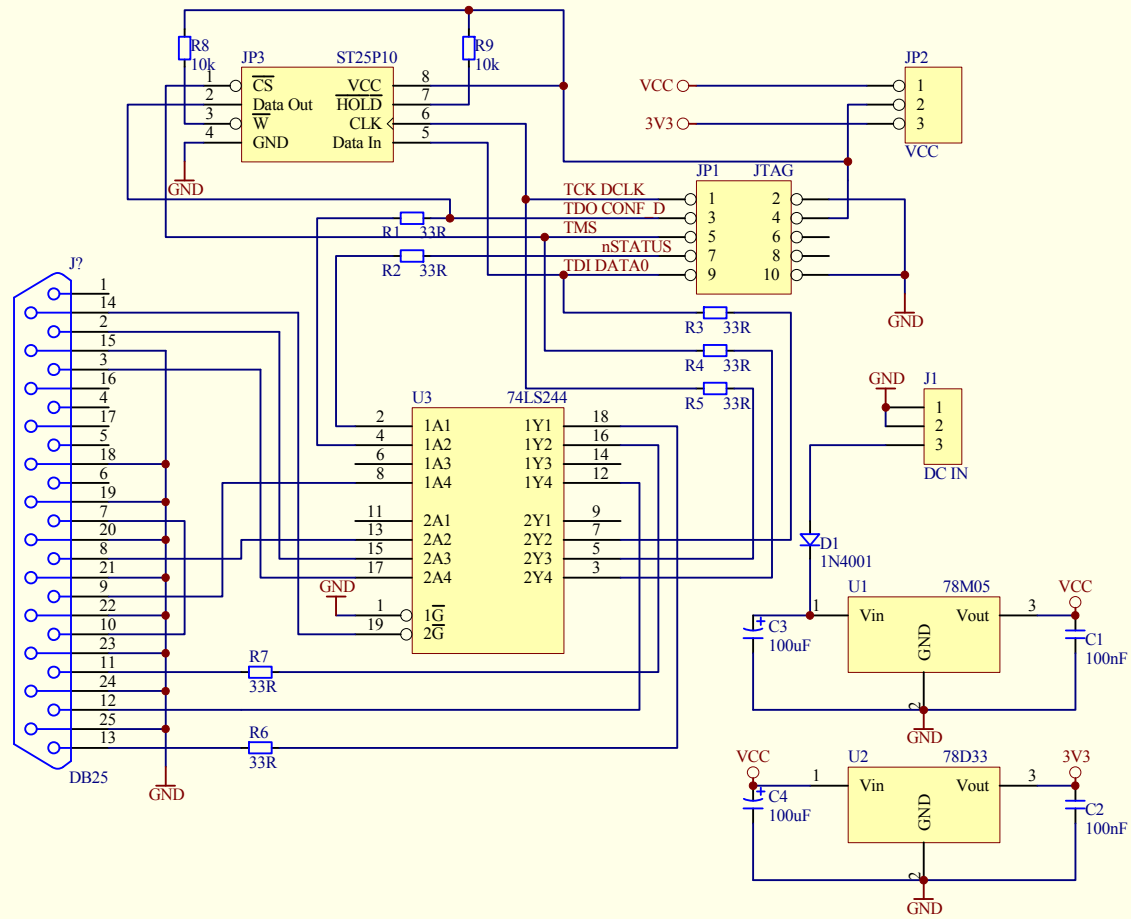 R8
10k
R9
10k
JP3
ST25P10
1
CS
VCC
8
2
Data Out
HOLD
7
3
W
CLK
6
4
GND
Data In
5
GND
JP2
VCC
1
2
3V3
3
VCC
JP1
JTAG
TCK DCLK
1
2
TDO CONF_D
3
4
TMS
5
6
nSTATUS
7
8
TDI DATA0
9
10
GND
R1
33R
R2
33R
R3
33R
R4
33R
R5
33R
J?
1
14
2
15
3
16
4
17
5
18
6
19
7
20
8
21
9
22
10
23
11
24
12
25
13
DB25
GND
U3
74LS244
2
1A1
1Y1
18
4
1A2
1Y2
16
6
1A3
1Y3
14
8
1A4
1Y4
12
11
2A1
2Y1
9
13
2A2
2Y2
7
15
2A3
2Y3
5
17
2A4
2Y4
3
GND
1
1G
19
2G
R7
33R
R6
33R
GND
J1
1
2
3
DC IN
D1
1N4001
U1
78M05
1
Vin
Vout
3
VCC
GND
2
C3
100uF
C1
100nF
GND
U2
78D33
VCC
1
Vin
Vout
3
3V3
GND
2
C4
100uF
C2
100nF
GND